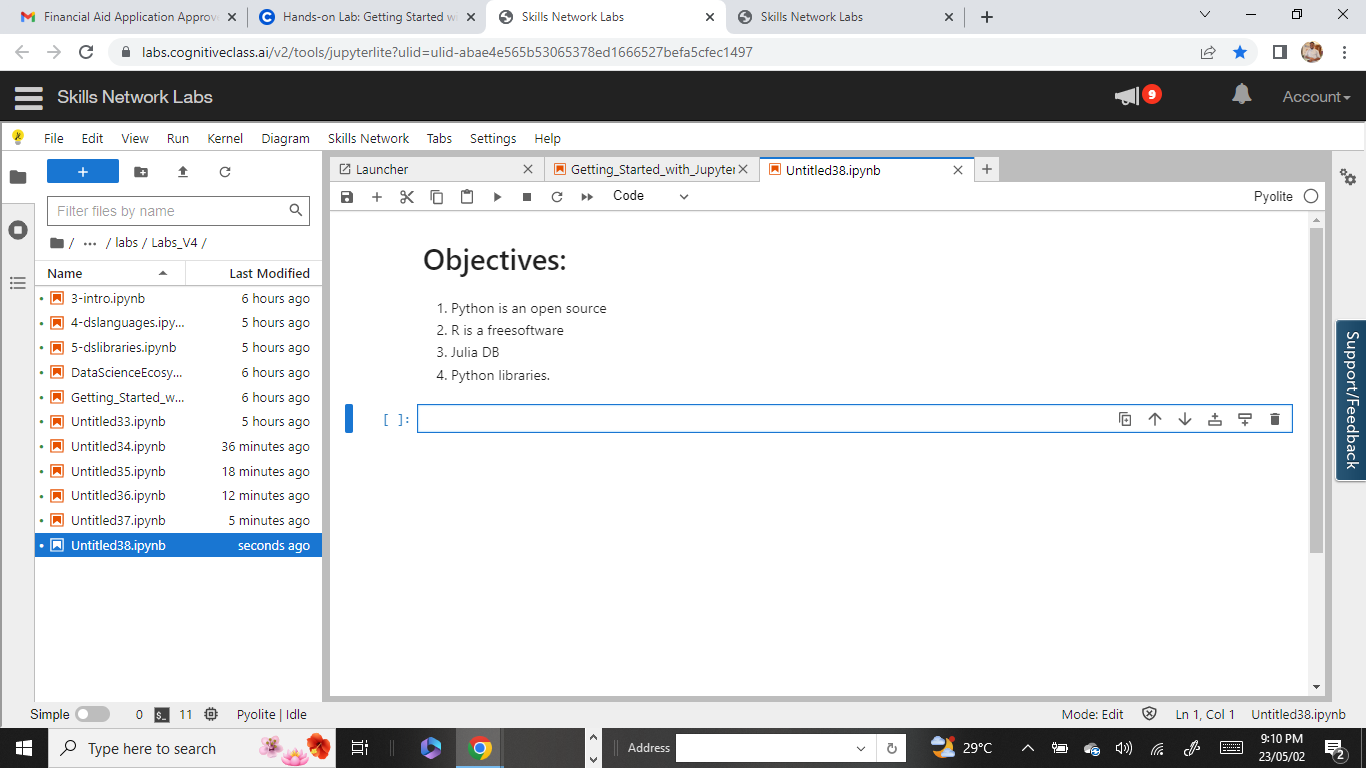 Financial Aid Application Approv
Hands-on Lab: Getting Started w
Skills Network Labs
Skills Network Labs
labs.cognitiveclass.ai/v2/tools/jupyterlite?ulid=ulid-abae4e565b53065378ed1666527befa5cfec1497
Skills Network Labs
9
Account
File Edit View Run Kernel Diagram Skills Network Tabs Settings Help
Launcher
Getting_Started_with_Jupyter
Untitled38.ipynb
Code
Pyolite
Filter files by name
/ ... / labs / Labs_V4 /
Name Last Modified
3-intro.ipynb 6 hours ago
4-dslanguages.ipy... 5 hours ago
5-dslibraries.ipynb 5 hours ago
DataScienceEcosy... 6 hours ago
Getting_Started_w... 6 hours ago
Untitled33.ipynb 5 hours ago
Untitled34.ipynb 36 minutes ago
Untitled35.ipynb 18 minutes ago
Untitled36.ipynb 12 minutes ago
Untitled37.ipynb 5 minutes ago
Untitled38.ipynb seconds ago
Objectives:
1. Python is an open source
2. R is a freesoftware
3. Julia DB
4. Python libraries.
[ ]:
Support/Feedback
Simple 0 $_ 11 Pyolite | Idle
Mode: Edit Ln 1, Col 1 Untitled38.ipynb
Type here to search
Address
29°C
9:10 PM
23/05/02
2